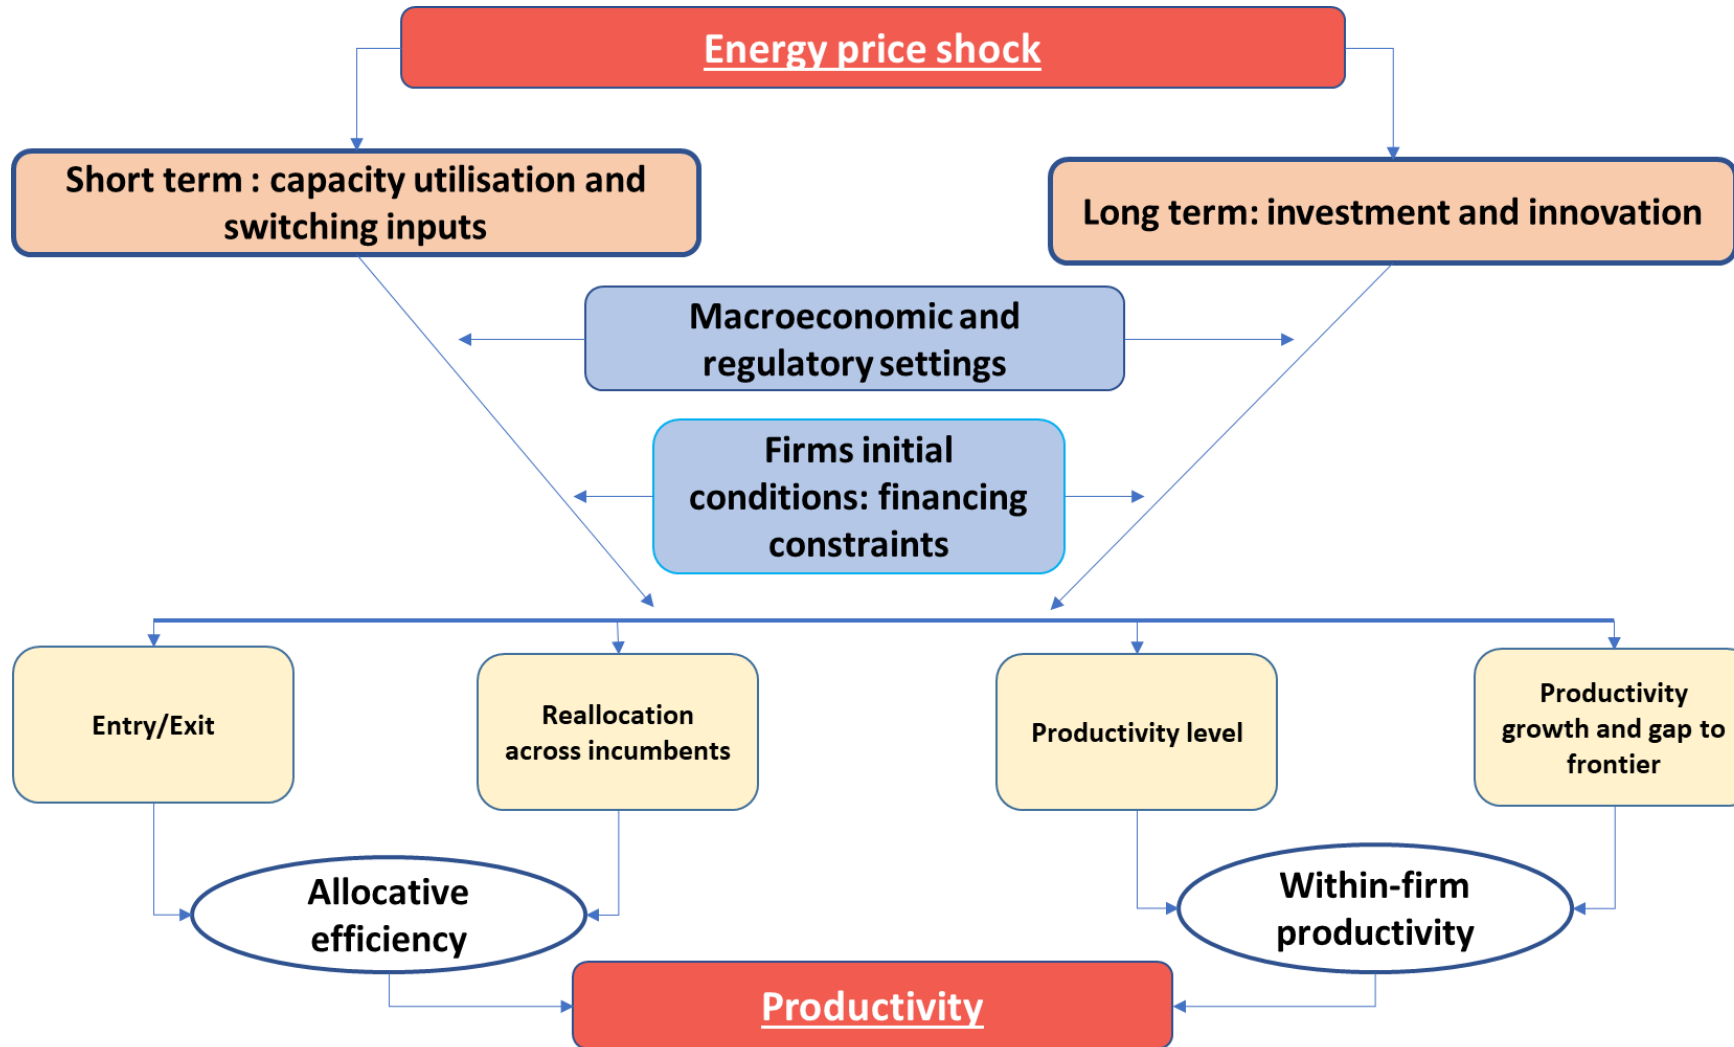 Energy price shock
Short term : capacity utilisation and
switching inputs
Long term: investment and innovation
Macroeconomic and
regulatory settings
Firms initial
conditions: financing
constraints
Entry/Exit
Reallocation
across incumbents
Productivity level
Productivity
growth and gap to
frontier
Allocative
efficiency
Within-firm
productivity
Productivity